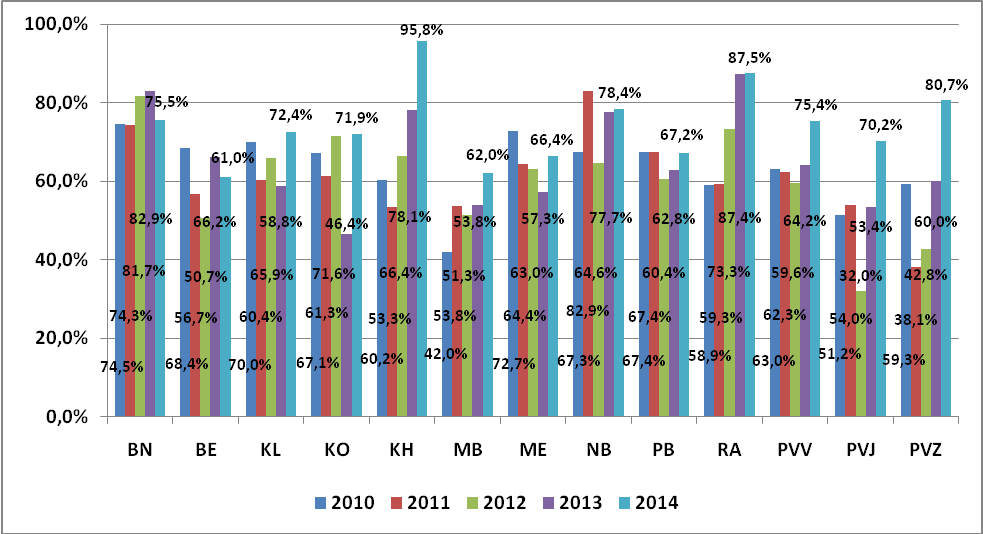 100,0%
80,0%
60,0%
40,0%
20,0%
0,0%
95,8%
87,5%
80,7%
75,5% 72,4% 71,9% 78,4% 75,4%
61,0% 62,0% 66,4% 67,2% 70,2%
82,9% 66,2% 58,8% 46,4% 78,1% 53,8% 57,3% 77,7% 62,8% 87,4% 64,2% 53,4% 60,0%
81,7% 50,7% 65,9% 71,6% 66,4% 51,3% 63,0% 64,6% 60,4% 73,3% 59,6% 32,0% 42,8%
74,3% 56,7% 60,4% 61,3% 53,3% 53,8% 64,4% 82,9% 67,4% 59,3% 62,3% 54,0% 38,1%
74,5% 68,4% 70,0% 67,1% 60,2% 42,0% 72,7% 67,3% 67,4% 58,9% 63,0% 51,2% 59,3%
BN BE KL KO KH MB ME NB PB RA PVV PVJ PVZ
2010 2011 2012 2013 2014